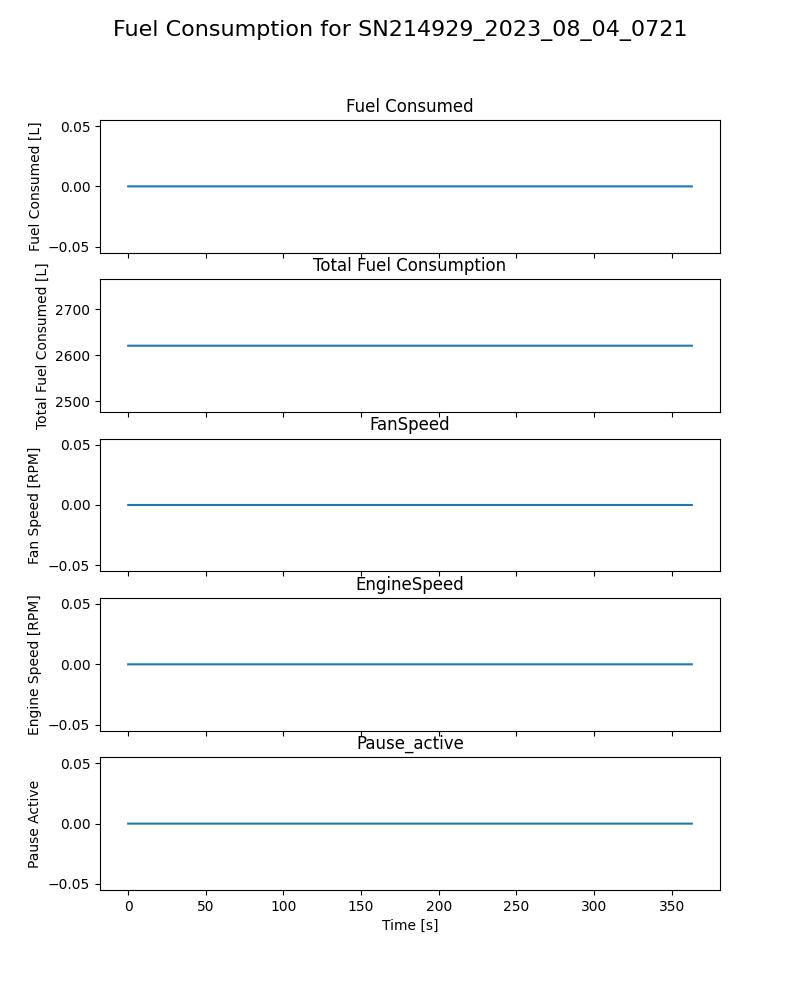 Fuel Consumption for SN214929_2023_08_04_0721
Fuel Consumed
Fuel Consumed [L]
0.05
0.00
−0.05
Total Fuel Consumption
Total Fuel Consumed [L]
2700
2600
2500
FanSpeed
Fan Speed [RPM]
0.05
0.00
−0.05
EngineSpeed
Engine Speed [RPM]
0.05
0.00
−0.05
Pause_active
Pause Active
0.05
0.00
−0.05
0 50 100 150 200 250 300 350
Time [s]